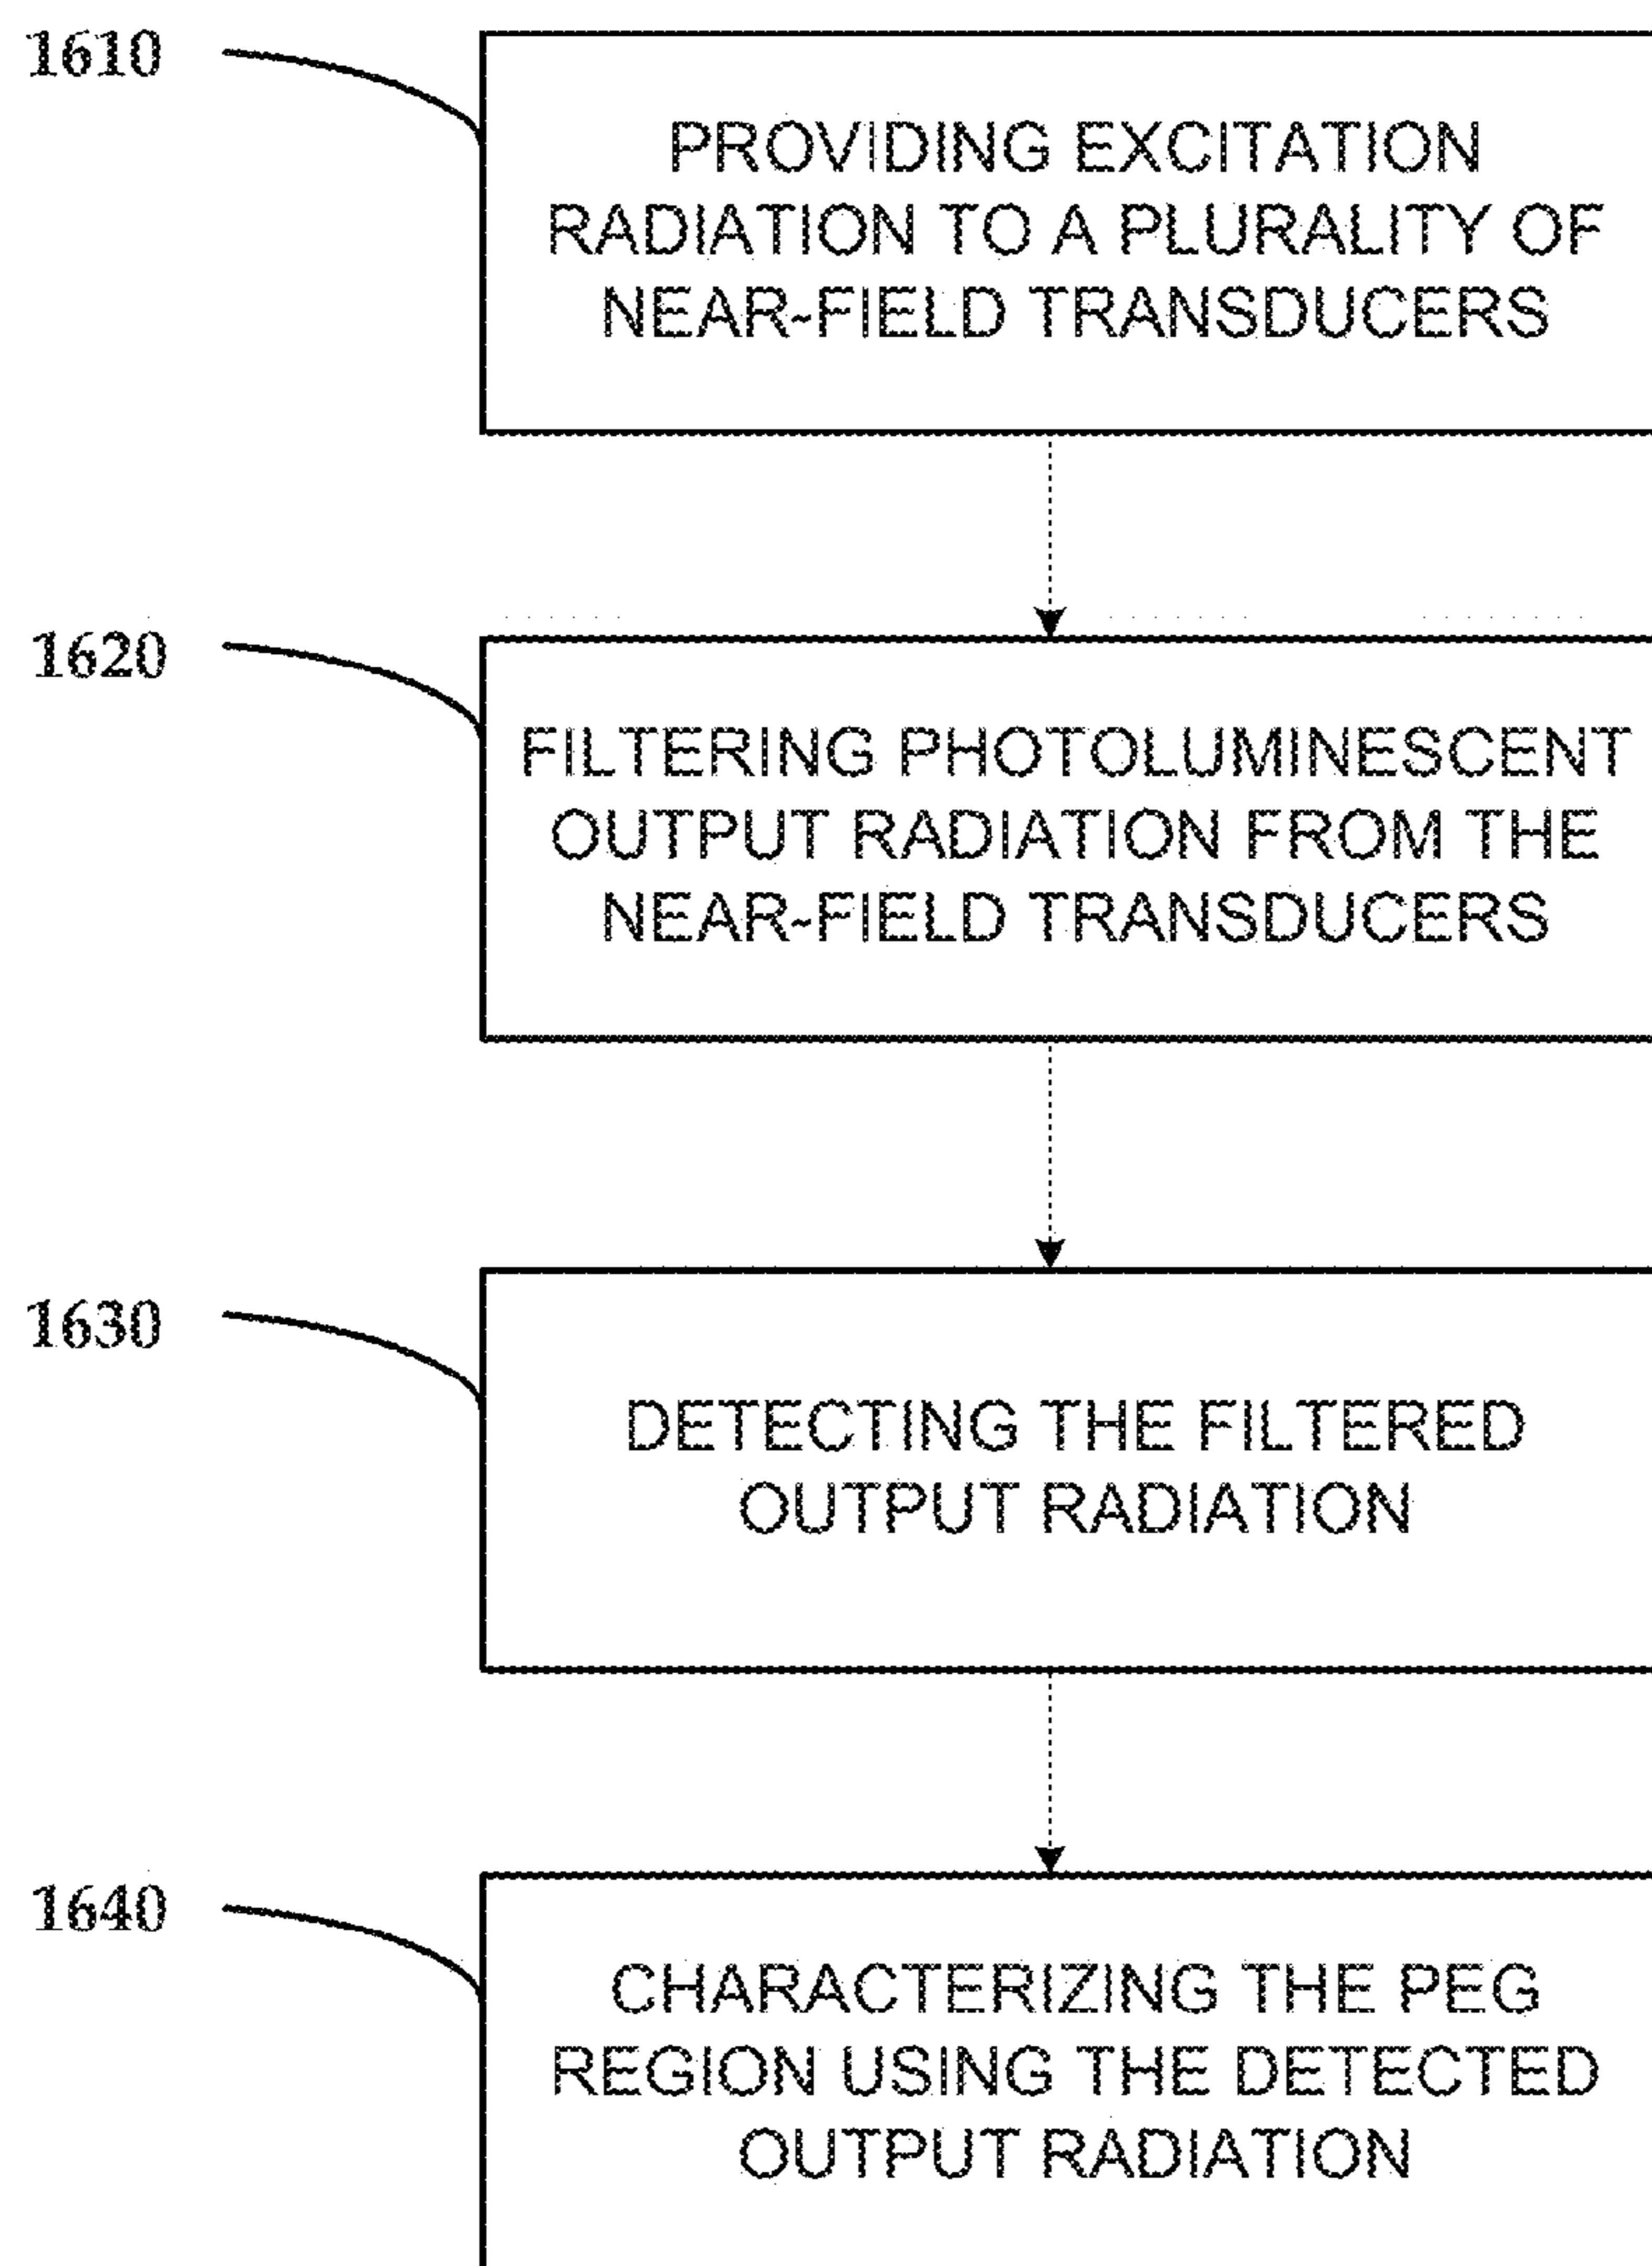 1610
PROVIDING EXCITATION
RADIATION TO A PLURALITY OF
NEAR-FIELD TRANSDUCERS
1620
FILTERING PHOTOLUMINESCENT
OUTPUT RADIATION FROM THE
NEAR-FIELD TRANSDUCERS
1630
DETECTING THE FILTERED
OUTPUT RADIATION
1640
CHARACTERIZING THE PEG
REGION USING THE DETECTED
OUTPUT RADIATION